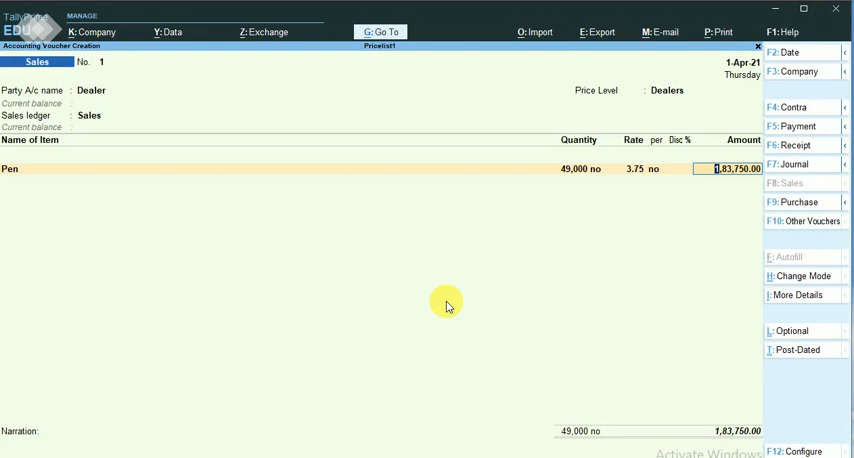 TallyPrime MANAGE
EDU K: Company Y: Data Z: Exchange G: Go To O: Import E: Export M: E-mail P: Print F1: Help
Accounting Voucher Creation Pricelist1 x
Sales No. 1 1-Apr-21
Thursday
Party A/c name : Dealer Price Level : Dealers
Current balance :
Sales ledger : Sales
Current balance :
Name of Item Quantity Rate per Disc % Amount
Pen 49,000 no 3.75 no 1,83,750.00
Narration: 49,000 no 1,83,750.00
Activate Windows
F2: Date
F3: Company
F4: Contra
F5: Payment
F6: Receipt
F7: Journal
F8: Sales
F9: Purchase
F10: Other Vouchers
E: Autofill
H: Change Mode
I: More Details
L: Optional
T: Post-Dated
F12: Configure